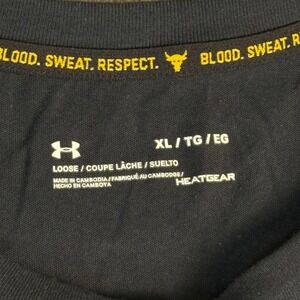 BLOOD. SWEAT. RESPECT. BLOOD. SWEAT. R
XL / TG / EG
LOOSE / COUPE LÂCHE / SUELTO
MADE IN CAMBODIA / FABRIQUÉ AU CAMBODGE /
HECHO EN CAMBOYA
HEATGEAR